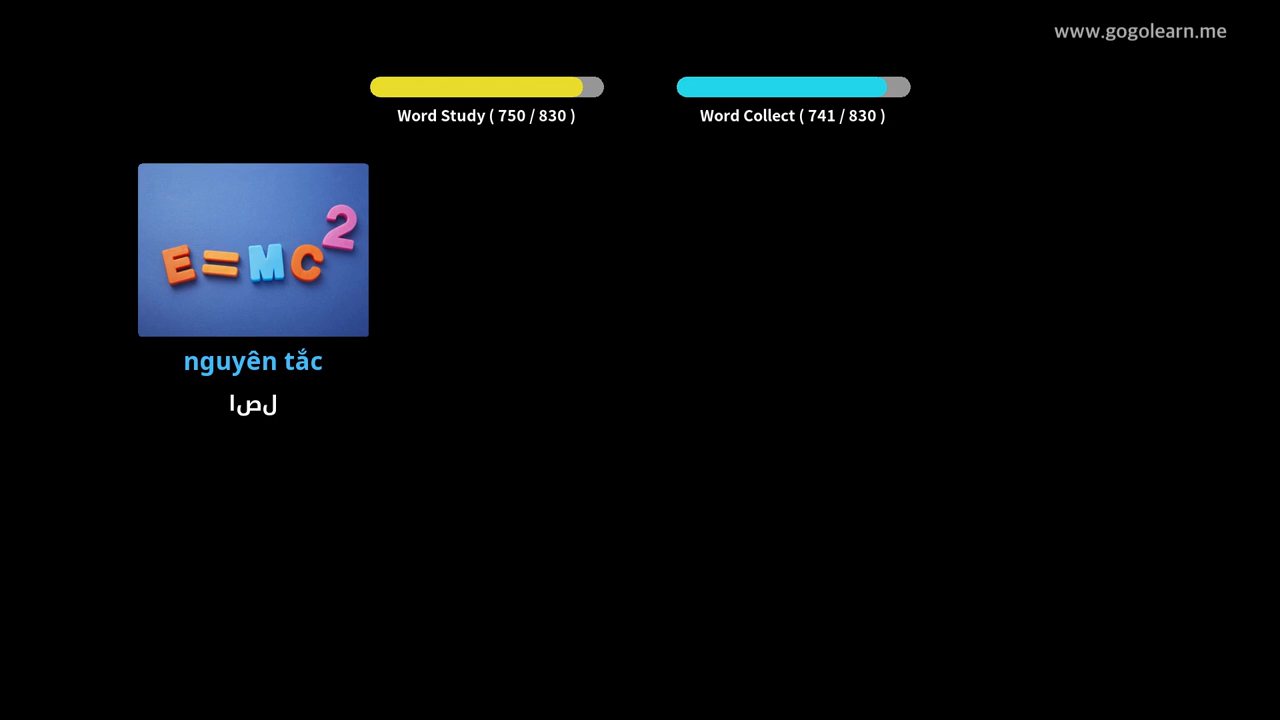 www.gogolearn.me
Word Study ( 750 / 830 )
Word Collect ( 741 / 830 )
E=MC2
nguyên tắc
اصل